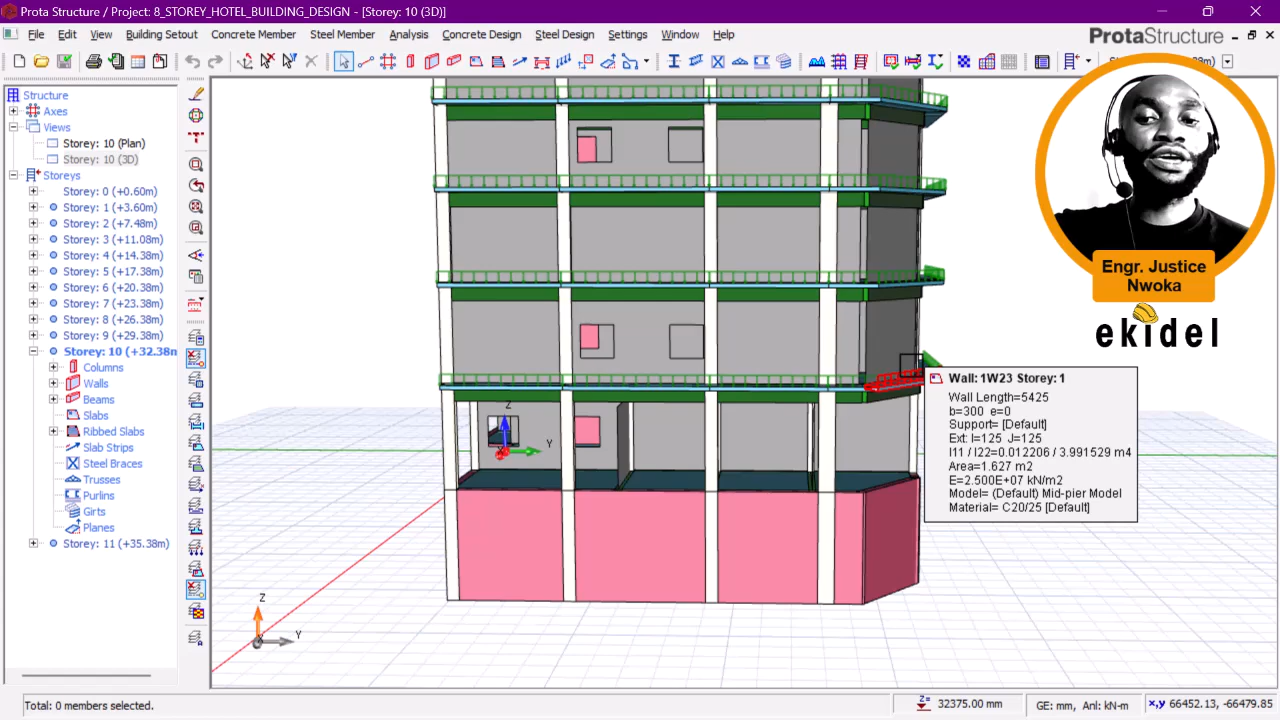 Prota Structure / Project: 8_STOREY_HOTEL_BUILDING_DESIGN - [Storey: 10 (3D)]
File Edit View Building Setout Concrete Member Steel Member Analysis Concrete Design Steel Design Settings Window Help
ProtaStructure
Structure
Axes
Views
Storey: 10 (Plan)
Storey: 10 (3D)
Storeys
Storey: 0 (+0.60m)
Storey: 1 (+3.60m)
Storey: 2 (+7.48m)
Storey: 3 (+11.08m)
Storey: 4 (+14.38m)
Storey: 5 (+17.38m)
Storey: 6 (+20.38m)
Storey: 7 (+23.38m)
Storey: 8 (+26.38m)
Storey: 9 (+29.38m)
Storey: 10 (+32.38m
Columns
Walls
Beams
Slabs
Ribbed Slabs
Slab Strips
Steel Braces
Trusses
Purlins
Girts
Planes
Storey: 11 (+35.38m)
Z
Y
Z
X
Y
Engr. Justice
Nwoka
ekidel
Wall: 1W23 Storey: 1
Wall Length=5425
b=300 e=0
Support= [Default]
Ext: I=125 J=125
I11 / I22=0.012206 / 3.991529 m4
Area=1.627 m2
E=2.500E+07 kN/m2
Model= (Default) Mid-pier Model
Material= C20/25 [Default]
Total: 0 members selected.
Z= 32375.00 mm
GE: mm, Anl: kN-m
x,y 66452.13, -66479.85